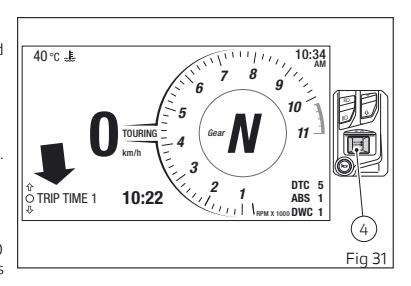 d
40 °C
10:34
AM
0
TOURING
km/h
1
2
3
4
5
6
7
8
9
10
11
Gear
N
RPM X 1000
TRIP TIME 1
10:22
DTC 5
ABS 1
DWC 1
4
.
)
s
Fig 31